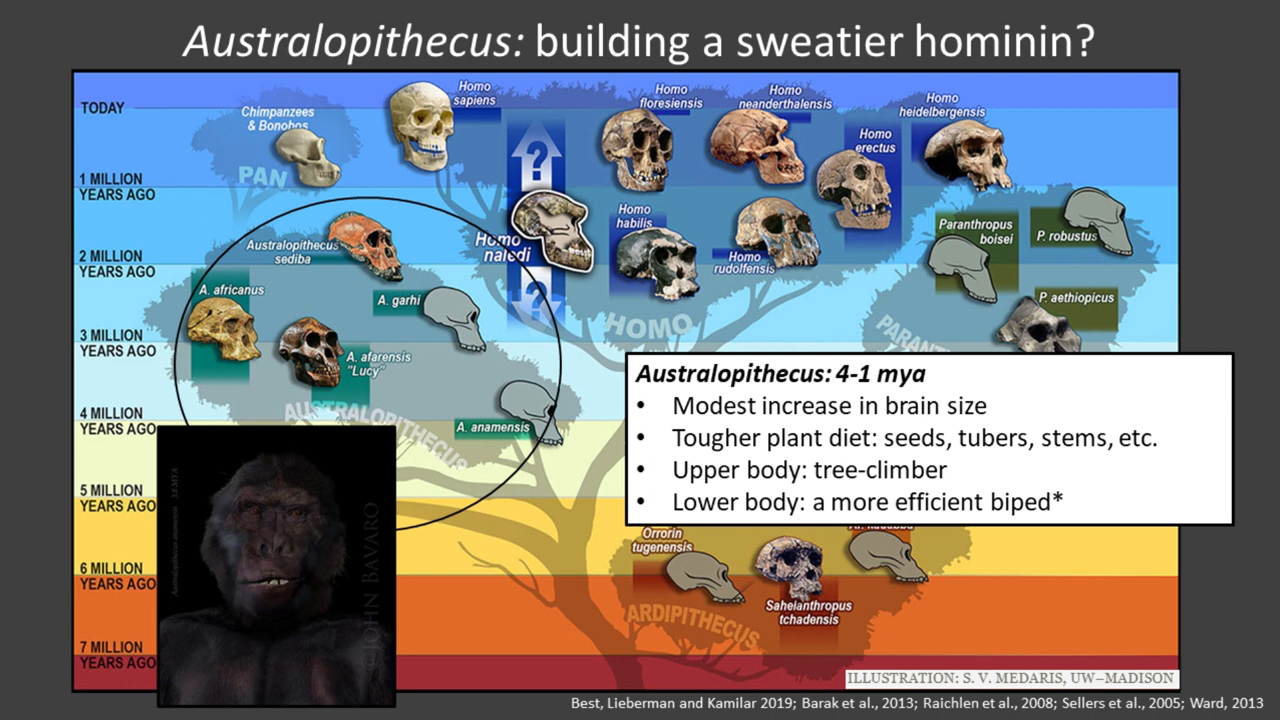 Australopithecus: building a sweatier hominin?
TODAY
Chimpanzees
& Bonobos
PAN
Homo
sapiens
Homo
floresiensis
Homo
neanderthalensis
Homo
heidelbergensis
Homo
erectus
?
1 MILLION
YEARS AGO
Homo
naledi
?
Homo
habilis
Homo
rudolfensis
Paranthropus
boisei
P. robustus
2 MILLION
YEARS AGO
Australopithecus
sediba
A. africanus
A. garhi
P. aethiopicus
HOMO
3 MILLION
YEARS AGO
A. afarensis
"Lucy"
4 MILLION
YEARS AGO
AUSTRALOPITHECUS
A. anamensis
Australopithecus: 4-1 mya
• Modest increase in brain size
• Tougher plant diet: seeds, tubers, stems, etc.
• Upper body: tree-climber
• Lower body: a more efficient biped*
5 MILLION
YEARS AGO
Australopithecus anamensis 3.8 MYA
JOHN BAVARO
Orrorin
tugenensis
6 MILLION
YEARS AGO
Sahelanthropus
tchadensis
ARDIPITHECUS
7 MILLION
YEARS AGO
ILLUSTRATION: S. V. MEDARIS, UW–MADISON
Best, Lieberman and Kamilar 2019; Barak et al., 2013; Raichlen et al., 2008; Sellers et al., 2005; Ward, 2013